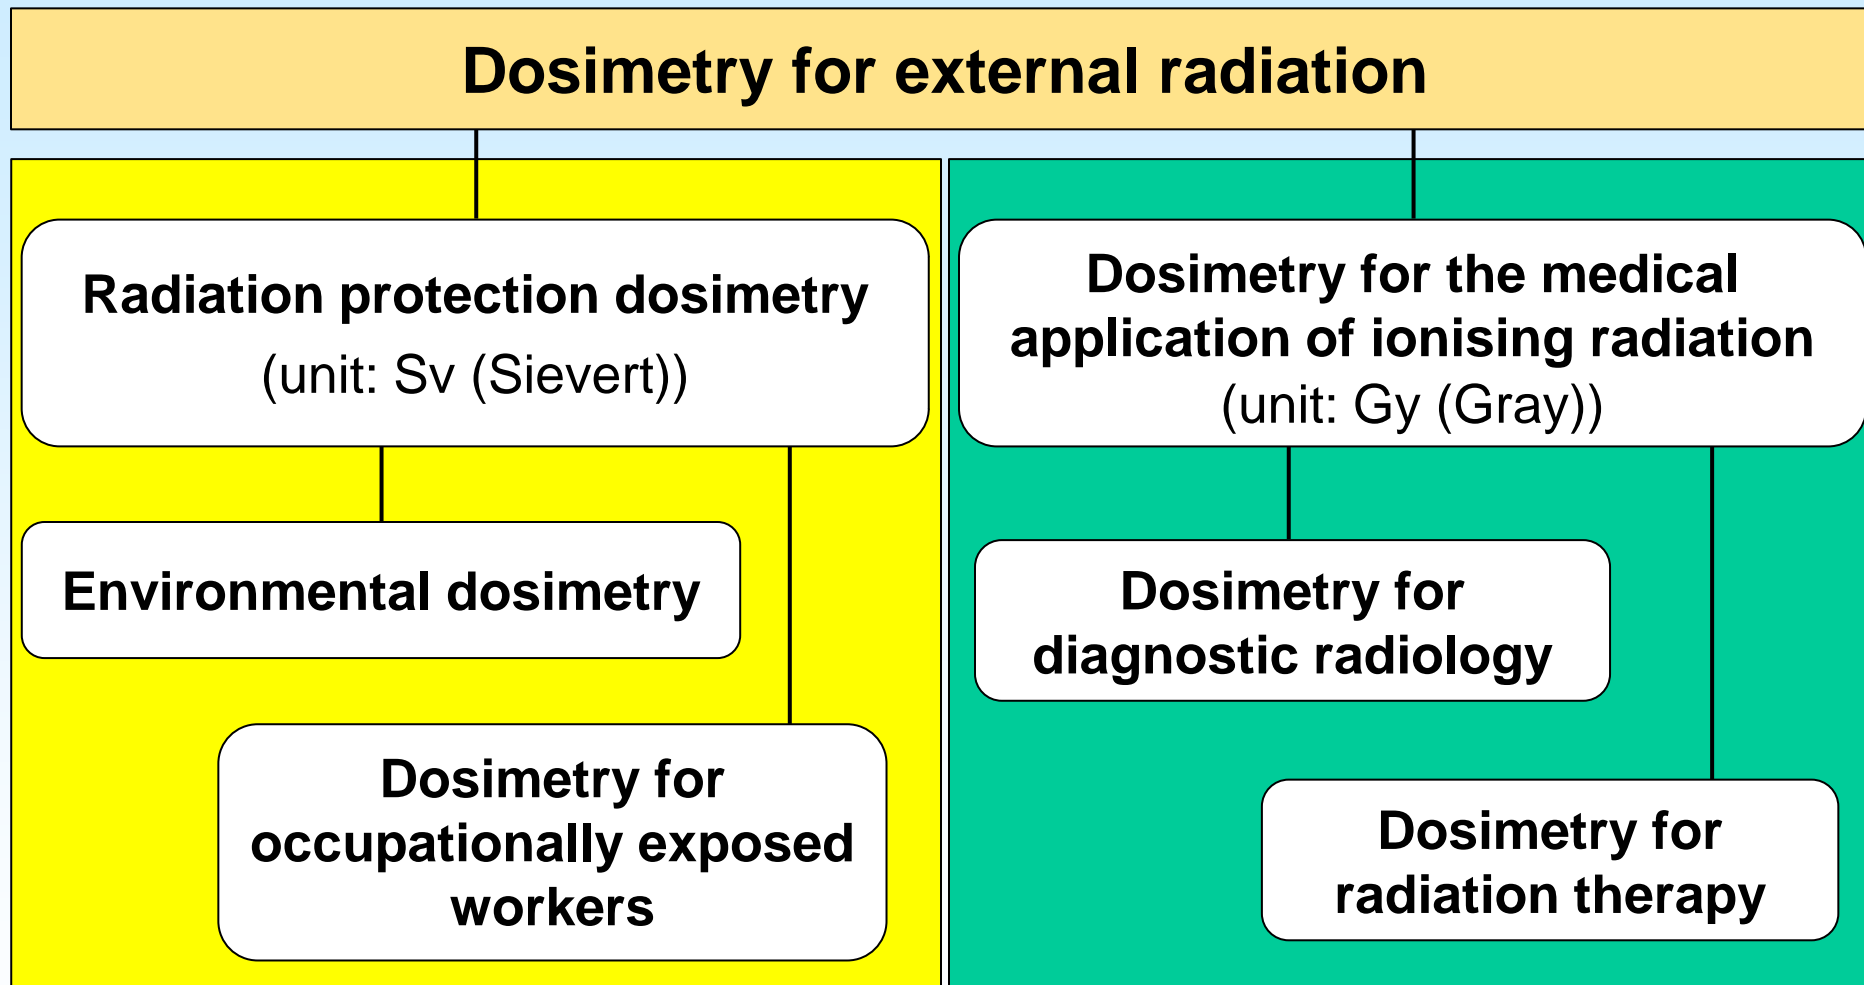 Dosimetry for external radiation
Radiation protection dosimetry
(unit: Sv (Sievert))
Environmental dosimetry
Dosimetry for
occupationally exposed
workers
Dosimetry for the medical
application of ionising radiation
(unit: Gy (Gray))
Dosimetry for
diagnostic radiology
Dosimetry for
radiation therapy